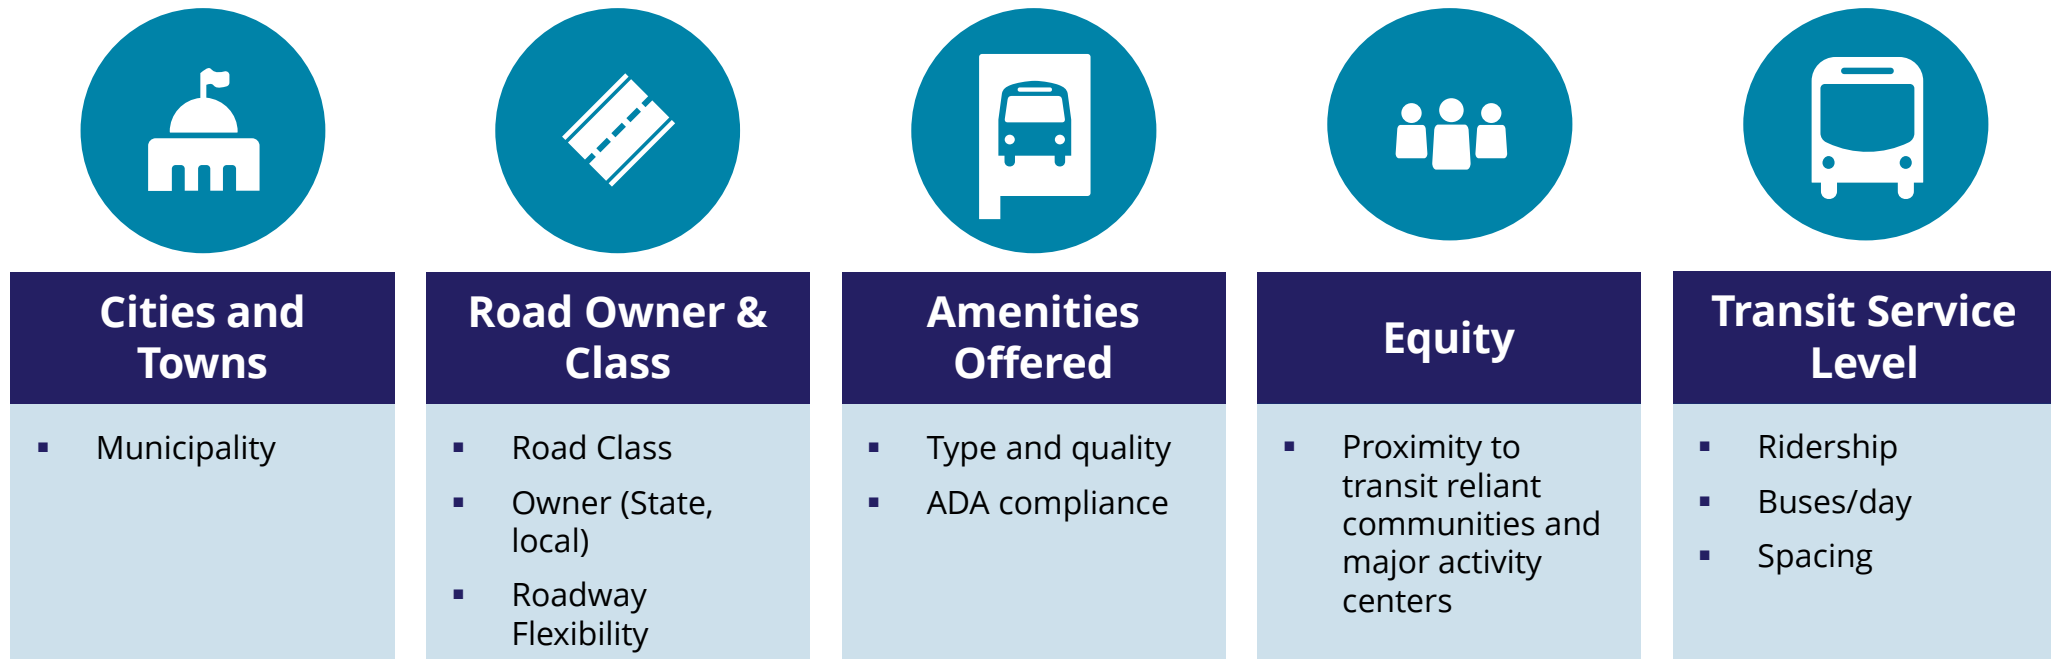 Cities and
Towns
▪ Municipality
Road Owner &
Class
▪ Road Class
▪ Owner (State,
local)
▪ Roadway
Flexibility
Amenities
Offered
▪ Type and quality
▪ ADA compliance
Equity
▪ Proximity to
transit reliant
communities and
major activity
centers
Transit Service
Level
▪ Ridership
▪ Buses/day
▪ Spacing